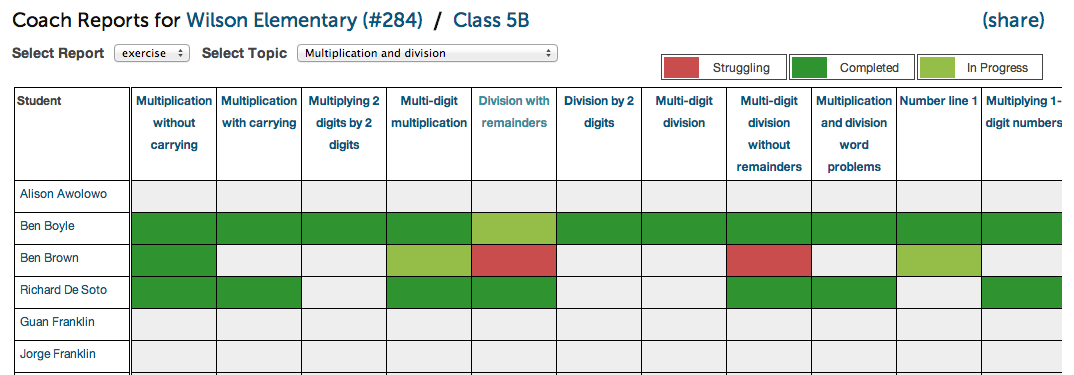 Coach Reports for Wilson Elementary (#284) / Class 5B (share)
Select Report exercise Select Topic Multiplication and division
Struggling Completed In Progress
Student
Multiplication
without
carrying
Multiplication
with carrying
Multiplying 2
digits by 2
digits
Multi-digit
multiplication
Division with
remainders
Division by 2
digits
Multi-digit
division
Multi-digit
division
without
remainders
Multiplication
and division
word
problems
Number line 1
Multiplying 1-
digit numbers
Alison Awolowo
Ben Boyle
Ben Brown
Richard De Soto
Guan Franklin
Jorge Franklin